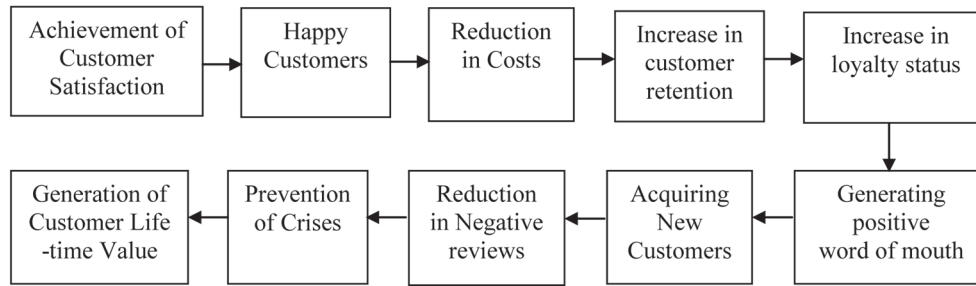 Achievement of
Customer
Satisfaction
Happy
Customers
Reduction
in Costs
Increase in
customer
retention
Increase in
loyalty status
Generating
positive
word of mouth
Acquiring
New
Customers
Reduction
in Negative
reviews
Prevention
of Crises
Generation of
Customer Life
-time Value